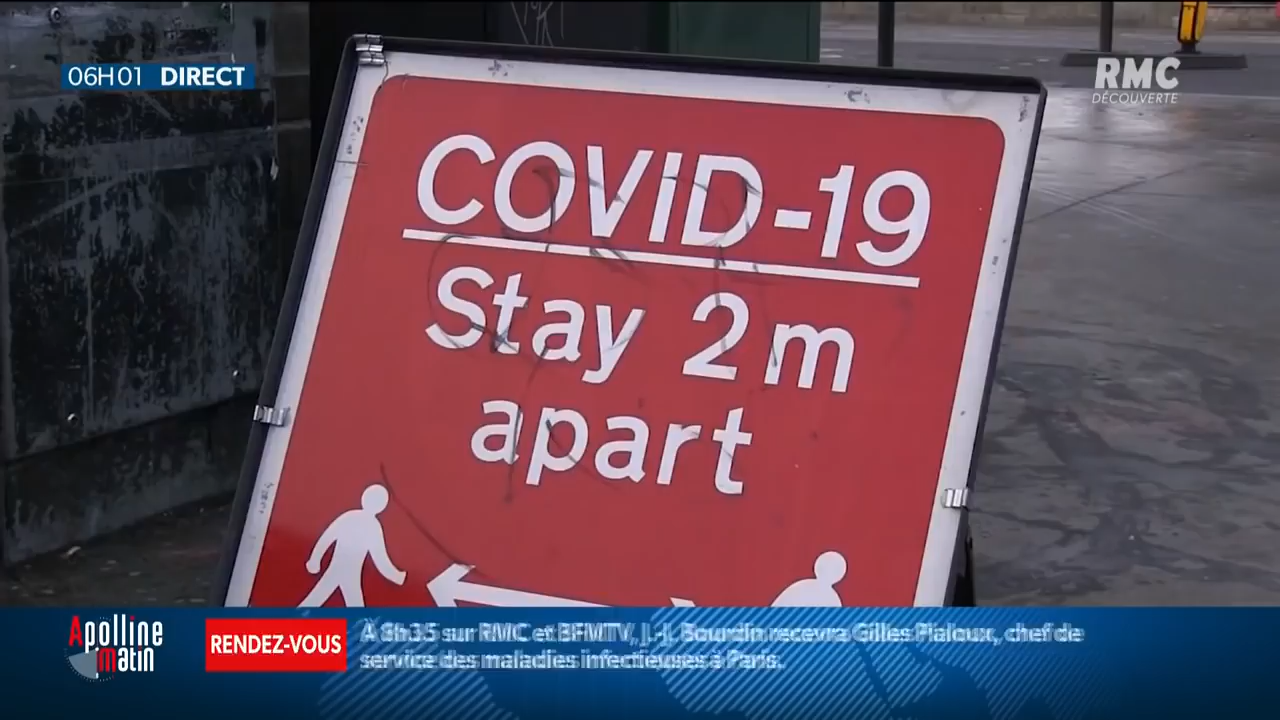 06H01 DIRECT
RMC
DÉCOUVERTE
COVID-19
Stay 2m
apart
Apolline
Matin
RENDEZ-VOUS
À 8h35 sur RMC et BFMTV, J.-J. Bourdin recevra Gilles Pialoux, chef de
service des maladies infectieuses à Paris.